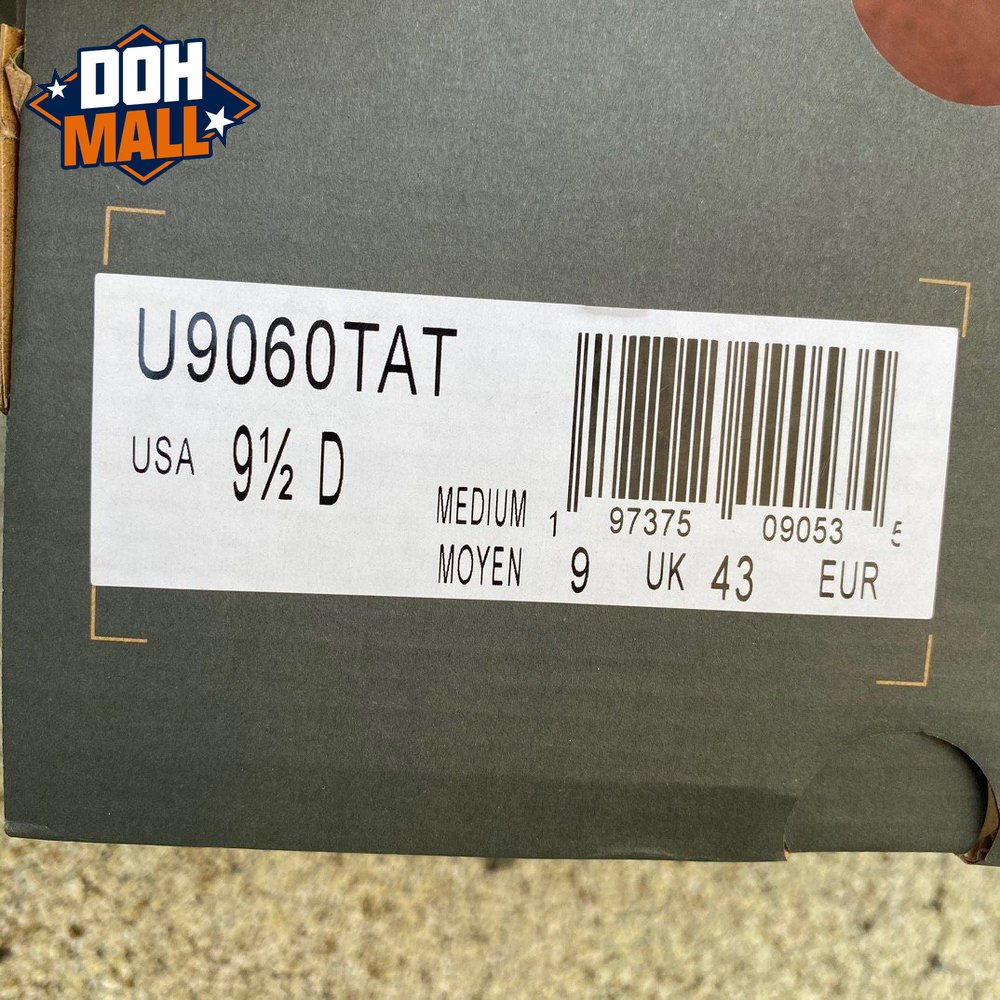 DOH
MALL
U9060TAT
USA 9½ D
MEDIUM
MOYEN
1 97375 09053 5
9 UK 43 EUR